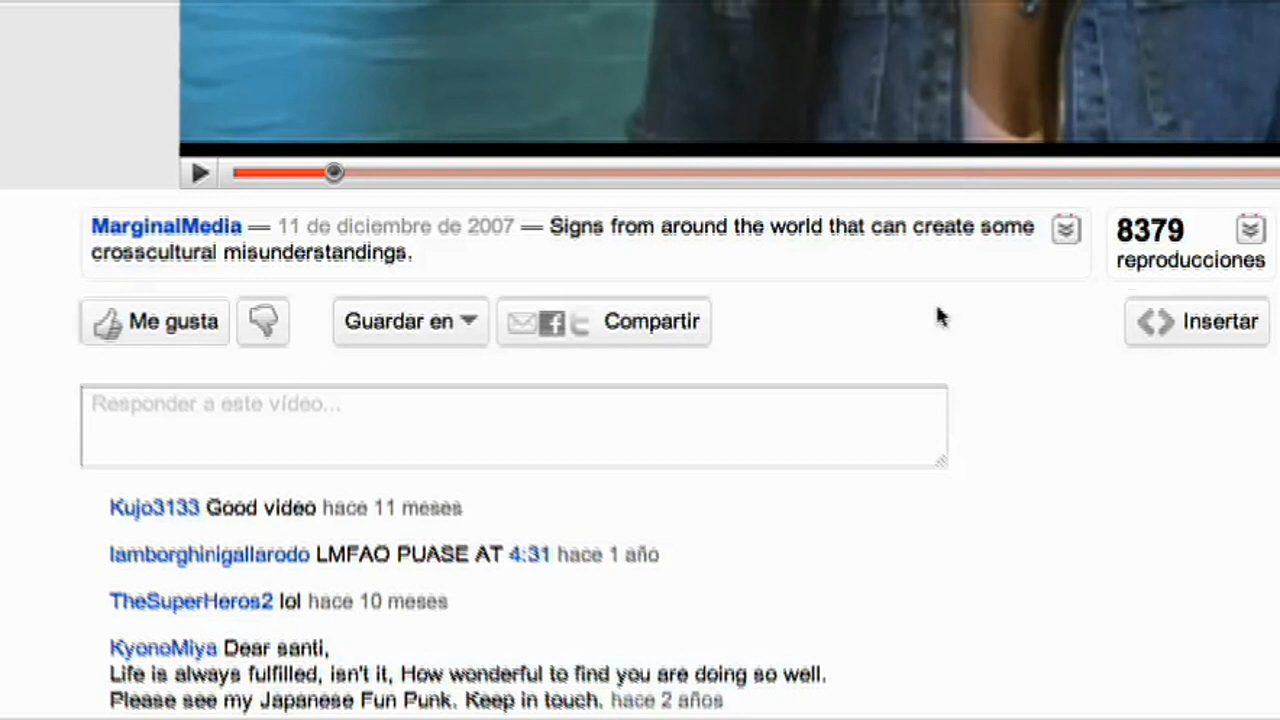 MarginalMedia — 11 de diciembre de 2007 — Signs from around the world that can create some
crosscultural misunderstandings.
8379
reproducciones
Me gusta
Guardar en
Compartir
Insertar
Responder a este vídeo...
Kujo3133 Good video hace 11 meses
lamborghinigallarodo LMFAO PUASE AT 4:31 hace 1 año
TheSuperHeros2 lol hace 10 meses
KyonoMiya Dear santi,
Life is always fulfilled, isn't it, How wonderful to find you are doing so well.
Please see my Japanese Fun Punk. Keep in touch. hace 2 años